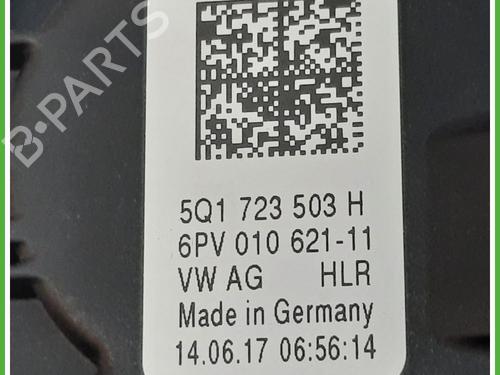 B-PARTS
5Q1 723 503 H
6PV 010 621-11
VW AG HLR
Made in Germany
14.06.17 06:56:14